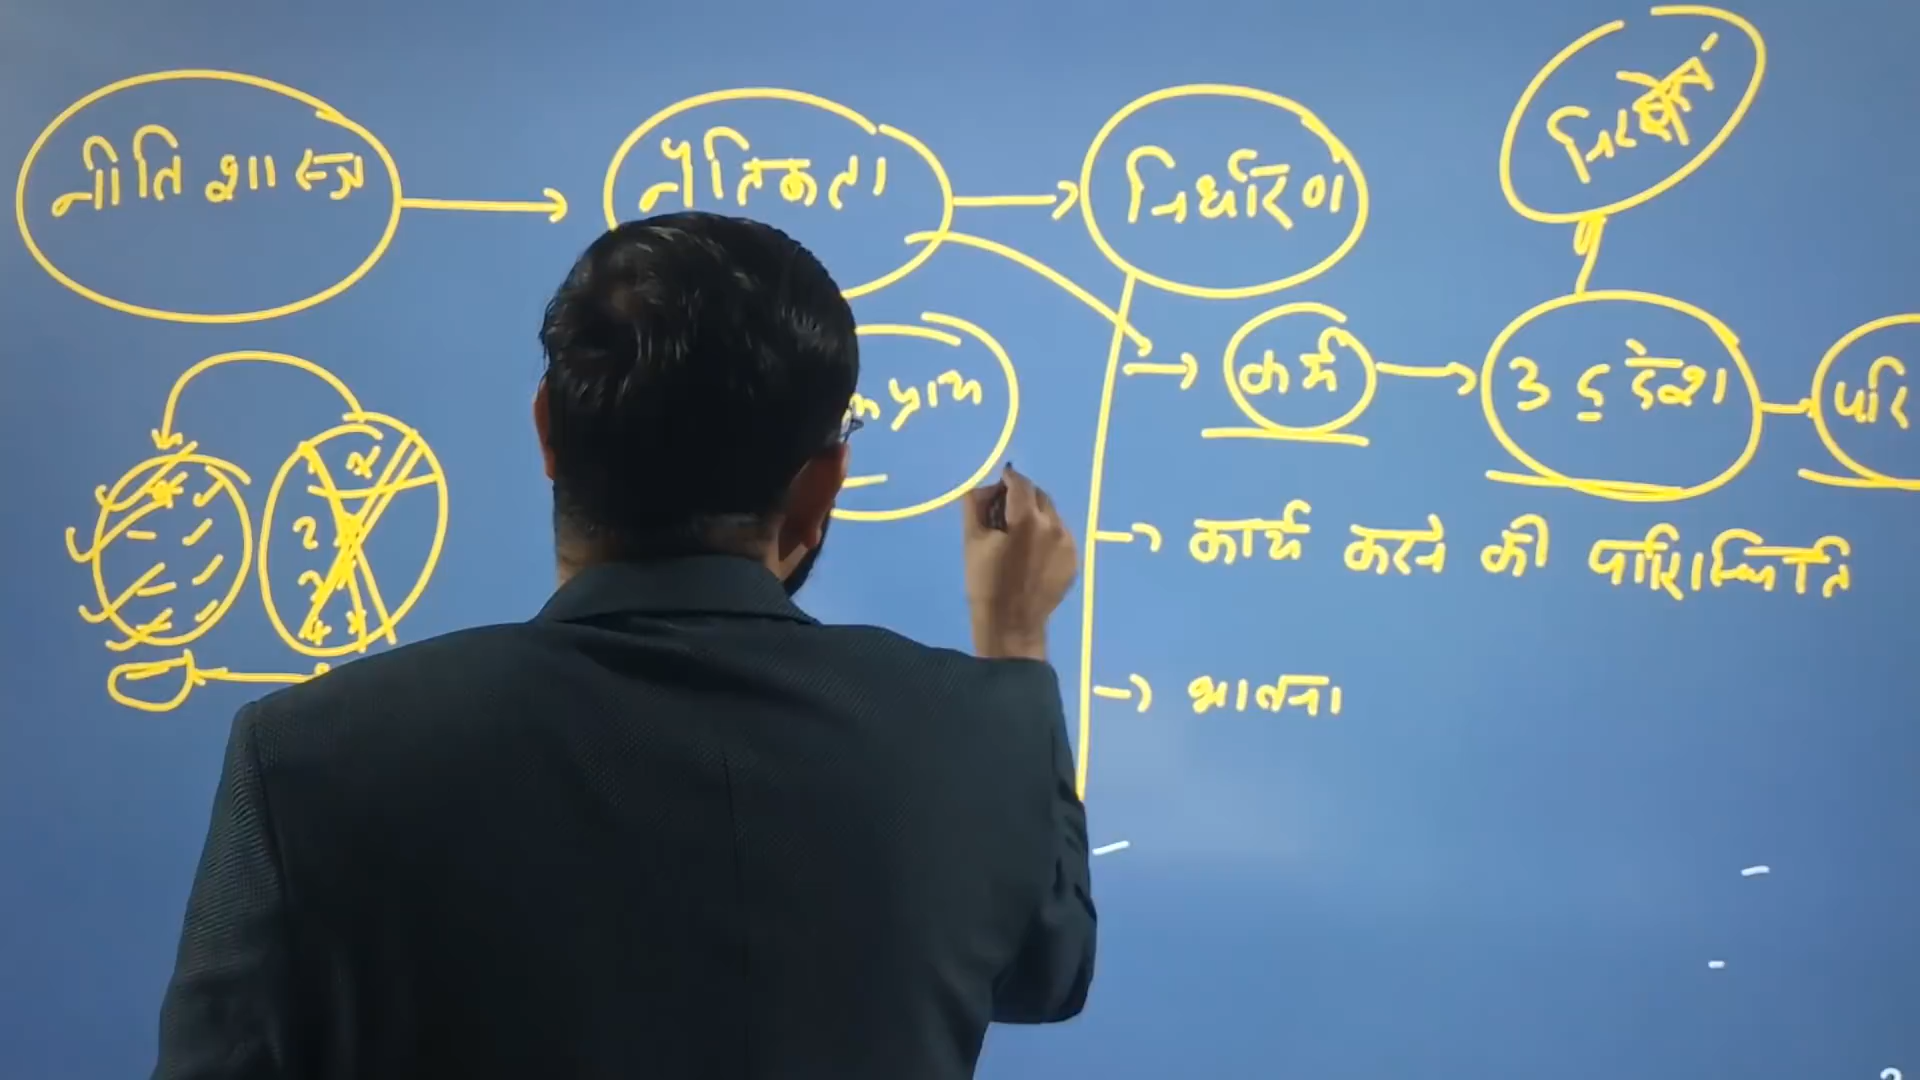 नीतिशास्त्र
नैतिकता
निर्धारण
कर्म
उद्देश्य
परि
कार्य करने की परिस्थिति
भावना